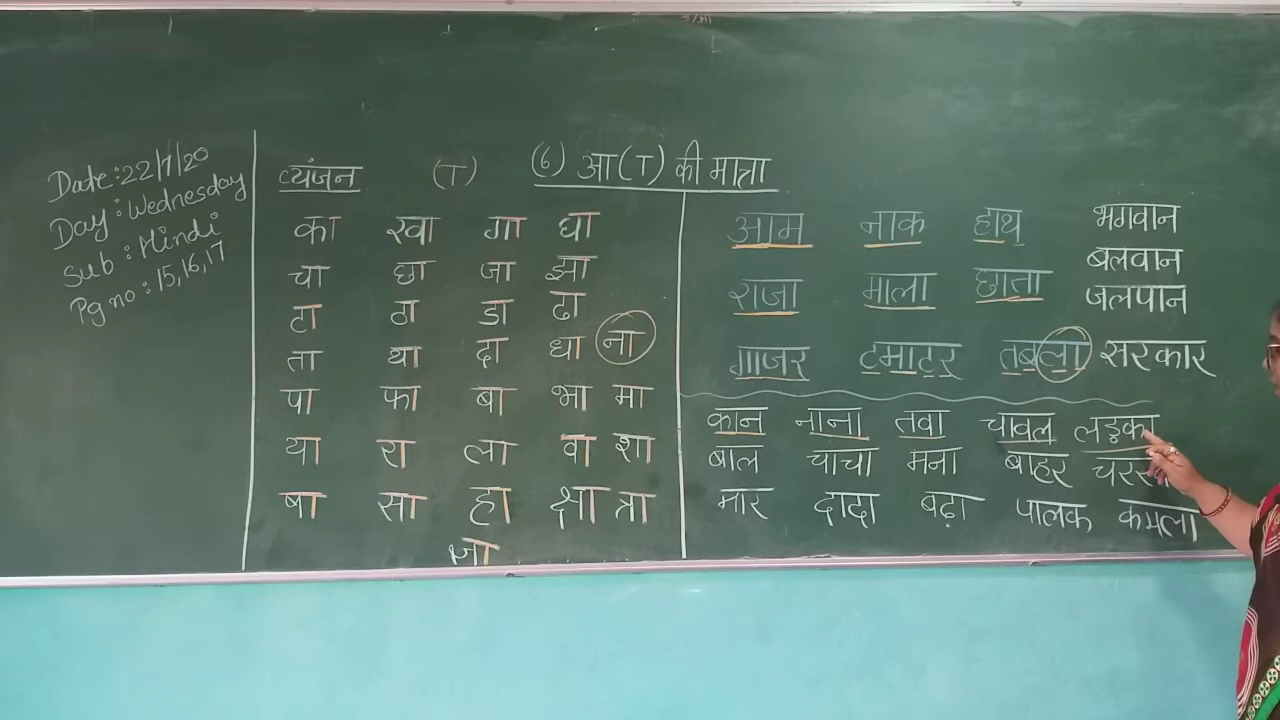 Date:22/7/20
Day:Wednesday
Sub:Hindi
Pg no:15,16,17
व्यंजन (ा) (6) आ(ा) की मात्रा
का खा गा घा
चा छा जा झा
टा ठा डा ढा
ता था दा धा ना
पा फा बा भा मा
या रा ला वा शा
षा सा हा क्षा त्रा
ज्ञा
आम नाक हाथ भगवान
बलवान
राजा माला छाता जलपान
गाजर टमाटर तबला सरकार
कान नाना तवा चावल लड़का
बाल चाचा मना बाहर
मार दादा बढ़ा पालक कमला